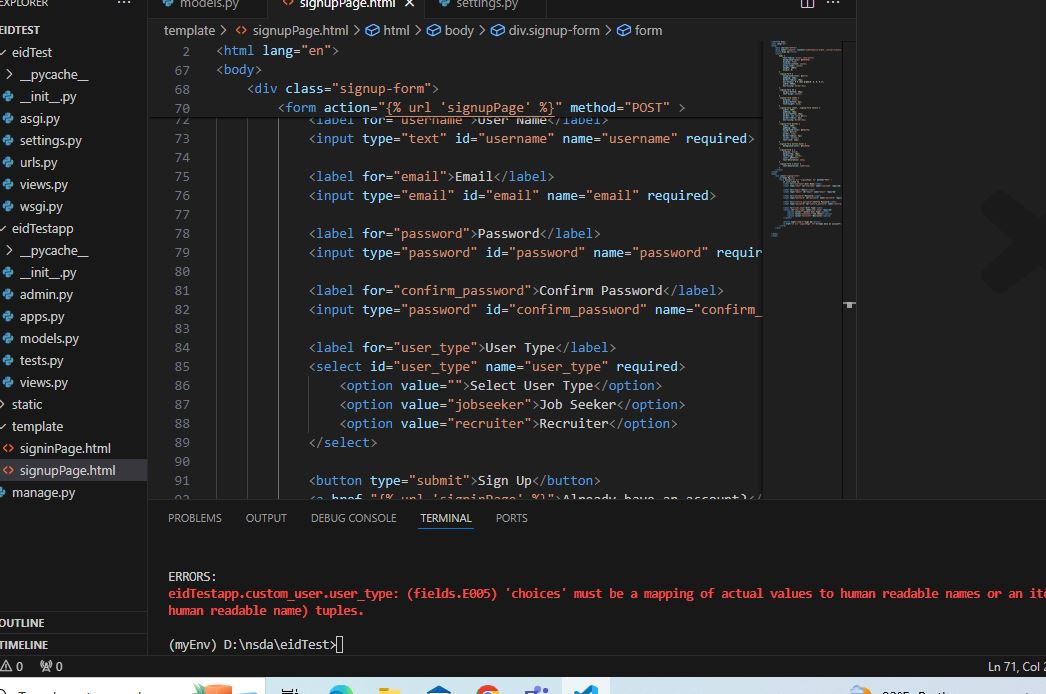 EXPLORER
models.py
signupPage.html
settings.py
EIDTEST
eidTest
__pycache__
__init__.py
asgi.py
settings.py
urls.py
views.py
wsgi.py
eidTestapp
__pycache__
__init__.py
admin.py
apps.py
models.py
tests.py
views.py
static
template
signinPage.html
signupPage.html
manage.py
OUTLINE
TIMELINE
template > signupPage.html > html > body > div.signup-form > form
2 <html lang="en">
67 <body>
68 <div class="signup-form">
70 <form action="{% url 'signupPage' %}" method="POST" >
72 <label for="username">User Name</label>
73 <input type="text" id="username" name="username" required>
74
75 <label for="email">Email</label>
76 <input type="email" id="email" name="email" required>
77
78 <label for="password">Password</label>
79 <input type="password" id="password" name="password" requir
80
81 <label for="confirm_password">Confirm Password</label>
82 <input type="password" id="confirm_password" name="confirm_
83
84 <label for="user_type">User Type</label>
85 <select id="user_type" name="user_type" required>
86 <option value="">Select User Type</option>
87 <option value="jobseeker">Job Seeker</option>
88 <option value="recruiter">Recruiter</option>
89 </select>
90
91 <button type="submit">Sign Up</button>
92 <a href="{% url 'signinPage' %}">Already have an account?</
PROBLEMS OUTPUT DEBUG CONSOLE TERMINAL PORTS
ERRORS:
eidTestapp.custom_user.user_type: (fields.E005) 'choices' must be a mapping of actual values to human readable names or an ite
human readable name) tuples.
(myEnv) D:\nsda\eidTest>
0 0
Ln 71, Col 2